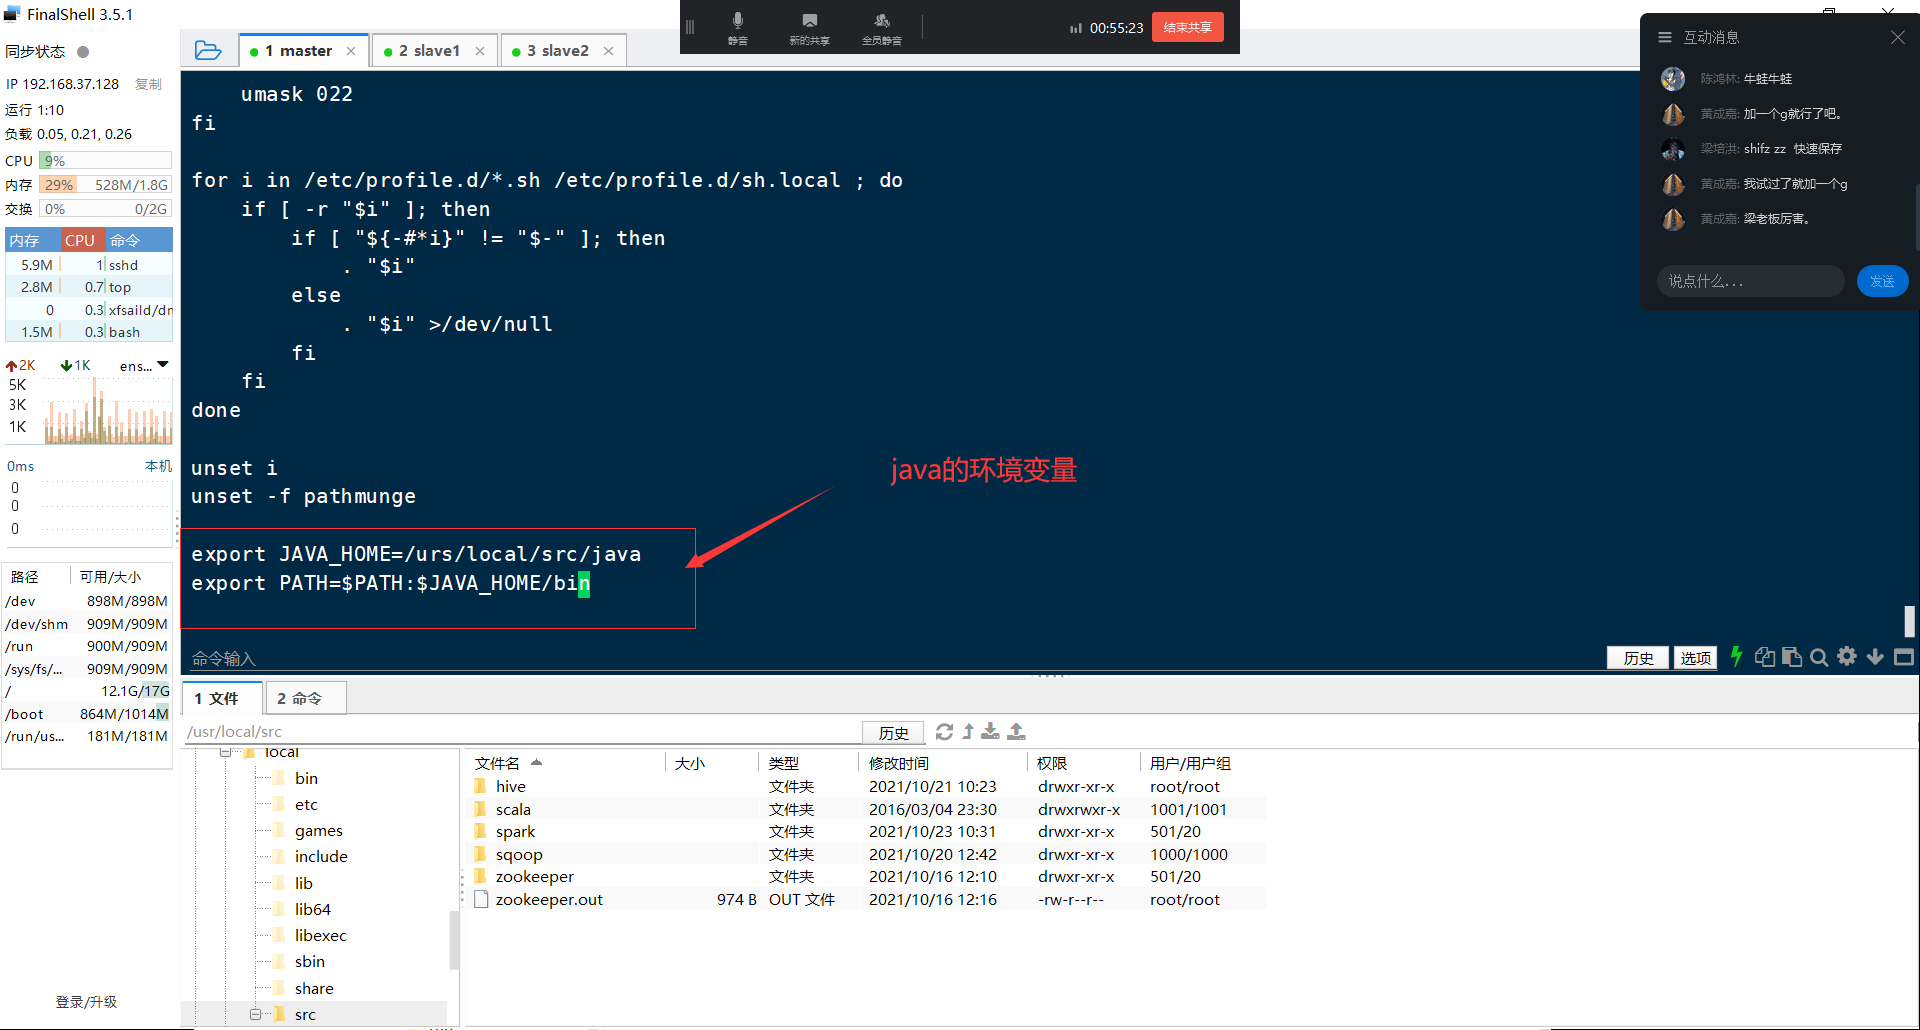 FinalShell 3.5.1
同步状态
IP 192.168.37.128 复制
运行 1:10
负载 0.05, 0.21, 0.26
CPU 9%
内存 29% 528M/1.8G
交换 0% 0/2G
内存 CPU 命令
5.9M 1 sshd
2.8M 0.7 top
0 0.3 xfsaild/dr
1.5M 0.3 bash
2K 1K ens...
5K
3K
1K
0ms 本机
0
0
0
路径 可用/大小
/dev 898M/898M
/dev/shm 909M/909M
/run 900M/909M
/sys/fs/... 909M/909M
/ 12.1G/17G
/boot 864M/1014M
/run/us... 181M/181M
登录/升级
1 master
2 slave1
3 slave2
静音
新的共享
全员静音
00:55:23
结束共享
umask 022
fi
for i in /etc/profile.d/*.sh /etc/profile.d/sh.local ; do
if [ -r "$i" ]; then
if [ "${-#*i}" != "$-" ]; then
. "$i"
else
. "$i" >/dev/null
fi
fi
done
unset i
unset -f pathmunge
export JAVA_HOME=/urs/local/src/java
export PATH=$PATH:$JAVA_HOME/bin
java的环境变量
命令输入
历史
选项
互动消息
陈鸿林: 牛蛙牛蛙
黄成嘉: 加一个g就行了吧。
梁培洪: shifz zz 快速保存
黄成嘉: 我试过了就加一个g
黄成嘉: 梁老板厉害。
说点什么...
发送
1 文件
2 命令
/usr/local/src
历史
local
bin
etc
games
include
lib
lib64
libexec
sbin
share
src
文件名 大小 类型 修改时间 权限 用户/用户组
hive 文件夹 2021/10/21 10:23 drwxr-xr-x root/root
scala 文件夹 2016/03/04 23:30 drwxrwxr-x 1001/1001
spark 文件夹 2021/10/23 10:31 drwxr-xr-x 501/20
sqoop 文件夹 2021/10/20 12:42 drwxr-xr-x 1000/1000
zookeeper 文件夹 2021/10/16 12:10 drwxr-xr-x 501/20
zookeeper.out 974 B OUT 文件 2021/10/16 12:16 -rw-r--r-- root/root